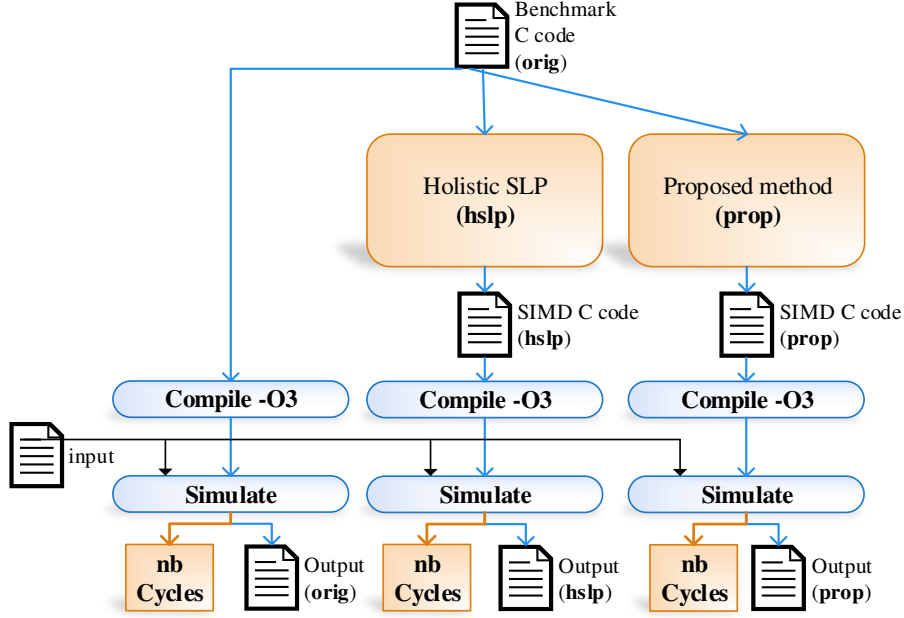 Benchmark
C code
(orig)
Holistic SLP
(hslp)
Proposed method
(prop)
SIMD C code
(hslp)
SIMD C code
(prop)
Compile -O3
Compile -O3
Compile -O3
input
Simulate
Simulate
Simulate
nb
Cycles
Output
(orig)
nb
Cycles
Output
(hslp)
nb
Cycles
Output
(prop)